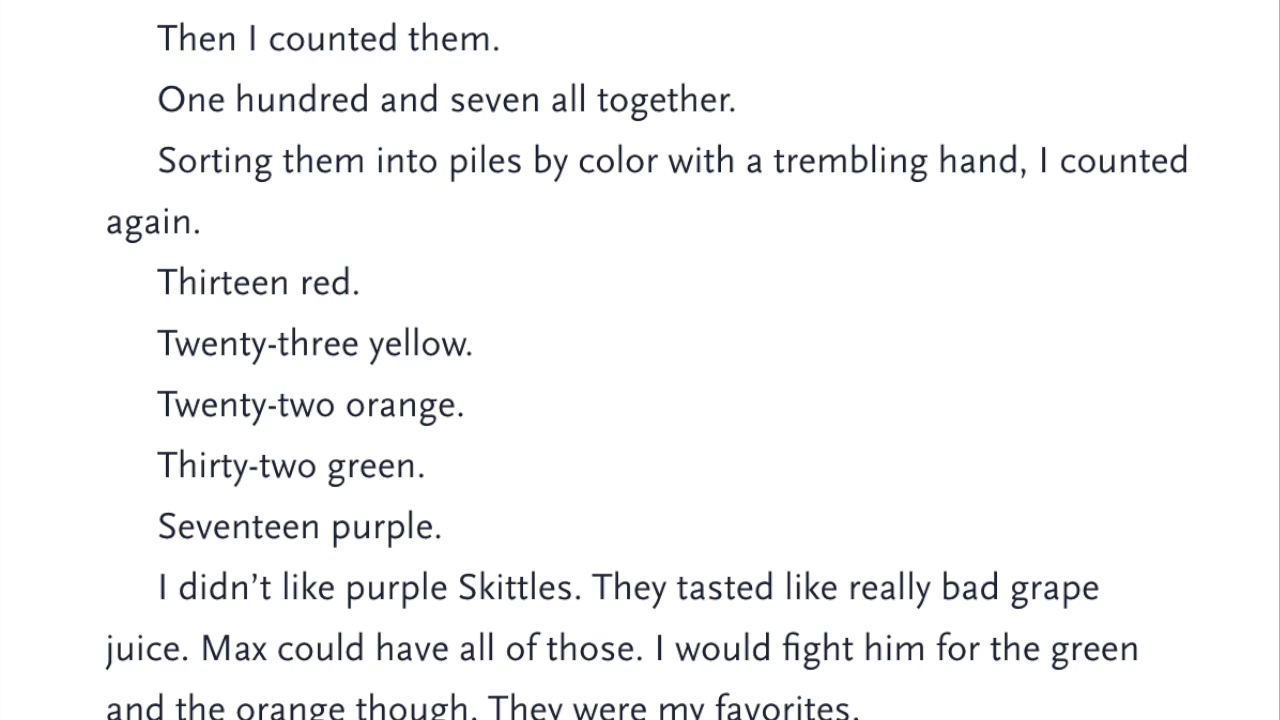 Then I counted them.
One hundred and seven all together.
Sorting them into piles by color with a trembling hand, I counted
again.
Thirteen red.
Twenty-three yellow.
Twenty-two orange.
Thirty-two green.
Seventeen purple.
I didn’t like purple Skittles. They tasted like really bad grape
juice. Max could have all of those. I would fight him for the green
and the orange though. They were my favorites.